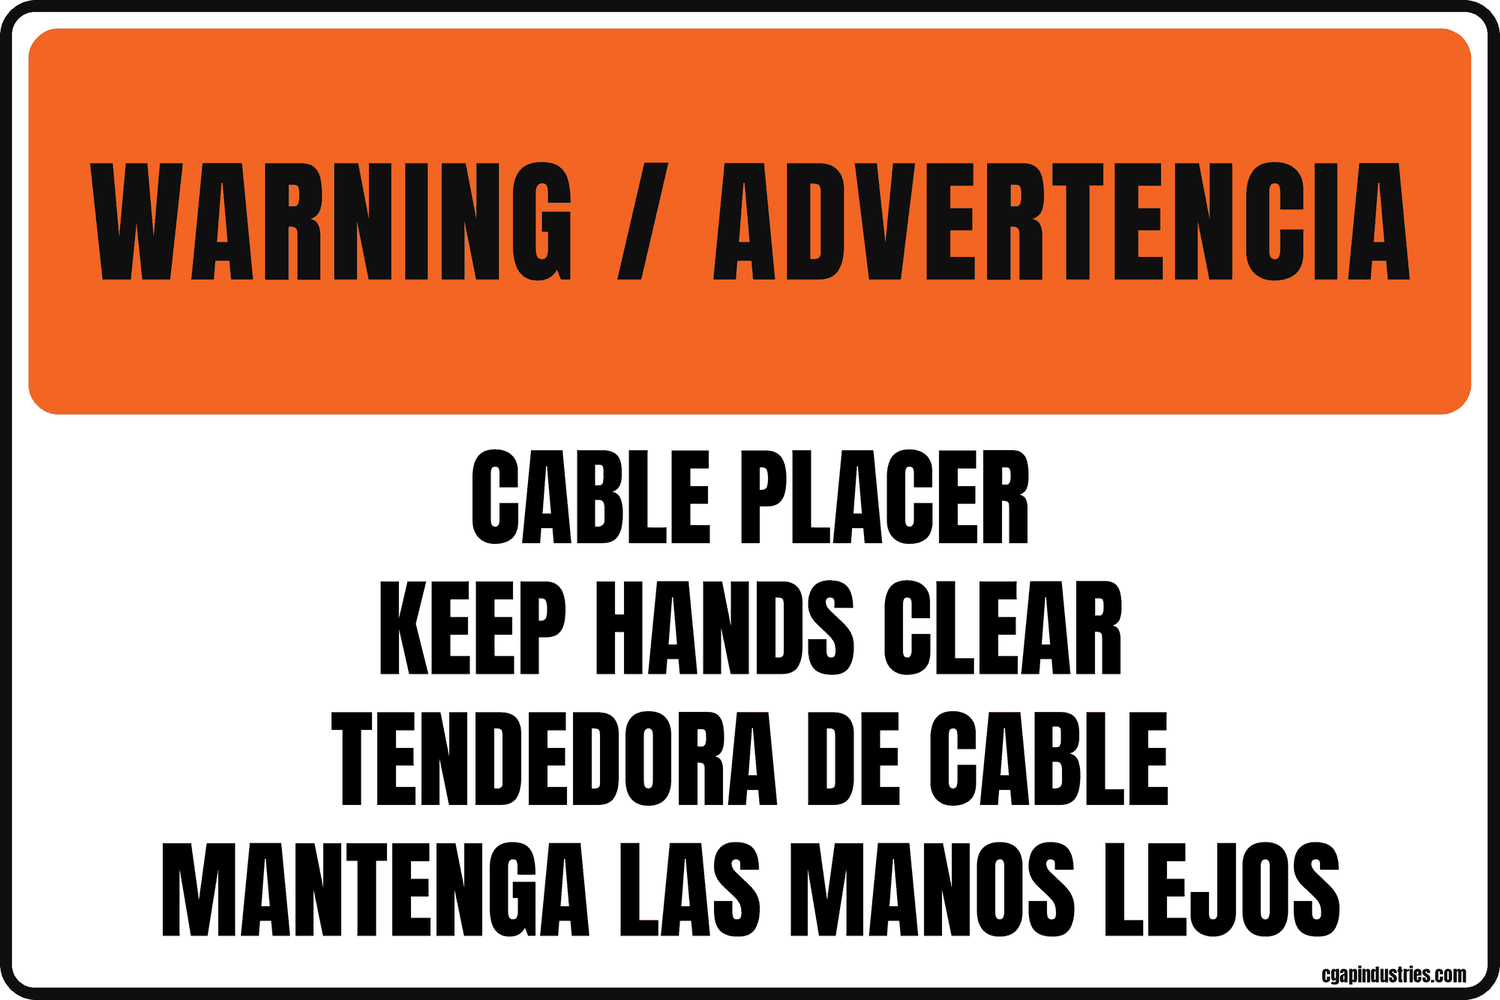 WARNING / ADVERTENCIA
CABLE PLACER
KEEP HANDS CLEAR
TENDEDORA DE CABLE
MANTENGA LAS MANOS LEJOS
cgapindustries.com